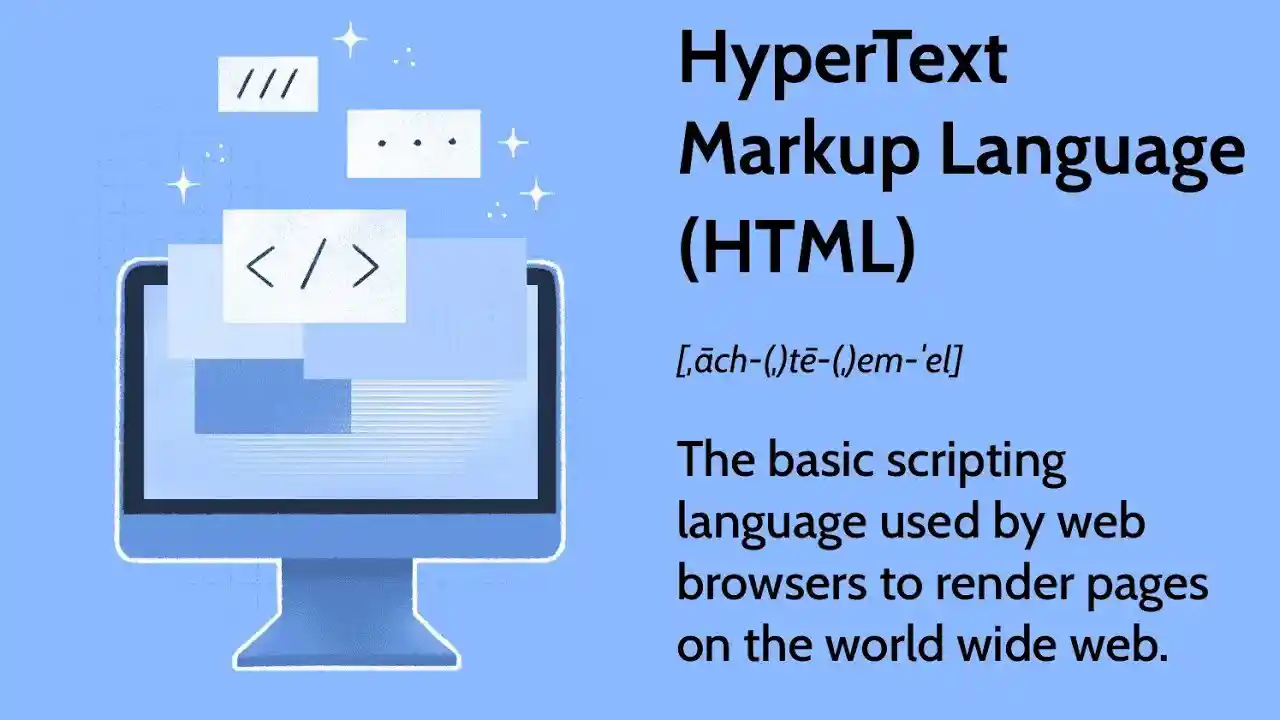 ///
...
</>
HyperText
Markup Language
(HTML)
[ˌāch-(ˌ)tē-(ˌ)em-ˈel]
The basic scripting
language used by web
browsers to render pages
on the world wide web.